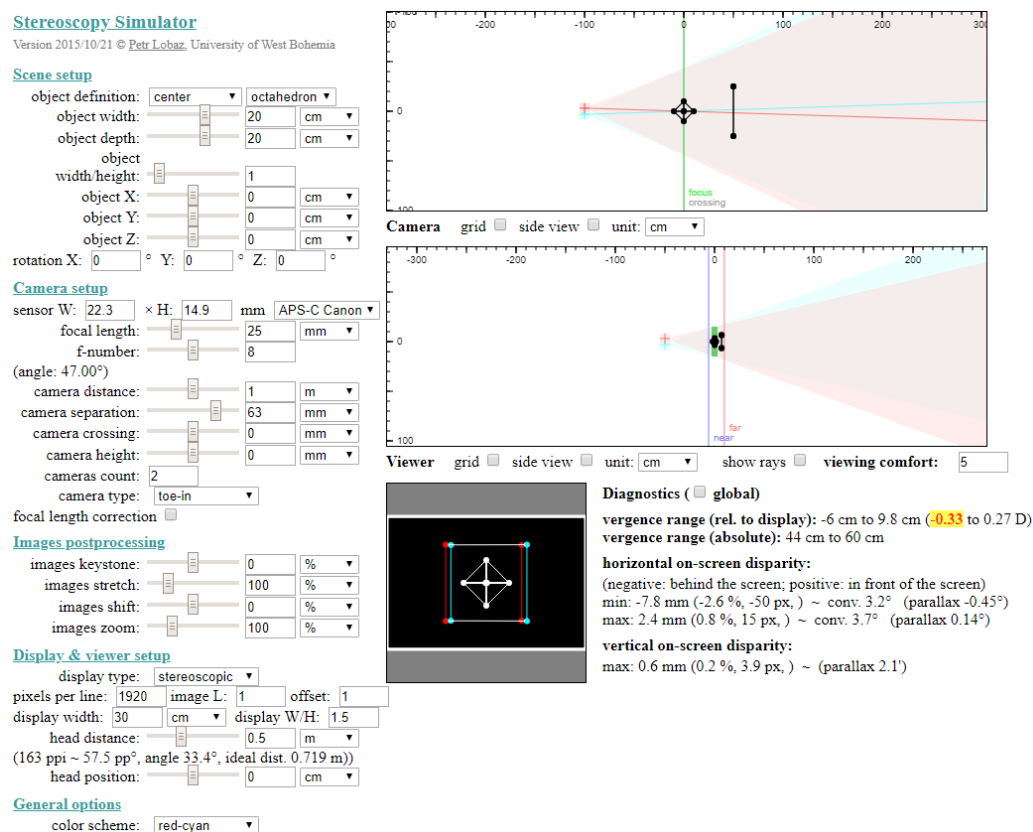 Stereoscopy Simulator
Version 2015/10/21 © Petr Lobaz, University of West Bohemia
Scene setup
object definition: center octahedron
object width: 20 cm
object depth: 20 cm
object
width/height: 1
object X: 0 cm
object Y: 0 cm
object Z: 0 cm
rotation X: 0 ° Y: 0 ° Z: 0 °
Camera setup
sensor W: 22.3 × H: 14.9 mm APS-C Canon
focal length: 25 mm
f-number: 8
(angle: 47.00°)
camera distance: 1 m
camera separation: 63 mm
camera crossing: 0 mm
camera height: 0 mm
cameras count: 2
camera type: toe-in
focal length correction
Images postprocessing
images keystone: 0 %
images stretch: 100 %
images shift: 0 %
images zoom: 100 %
Display & viewer setup
display type: stereoscopic
pixels per line: 1920 image L: 1 offset: 1
display width: 30 cm display W/H: 1.5
head distance: 0.5 m
(163 ppi ~ 57.5 pp°, angle 33.4°, ideal dist. 0.719 m))
head position: 0 cm
General options
color scheme: red-cyan
-200 -100 0 100 200
0
focus
crossing
100
Camera grid side view unit: cm
-300 -200 -100 0 100 200
0
far
near
100
Viewer grid side view unit: cm show rays viewing comfort: 5
Diagnostics ( global)
vergence range (rel. to display): -6 cm to 9.8 cm (-0.33 to 0.27 D)
vergence range (absolute): 44 cm to 60 cm
horizontal on-screen disparity:
(negative: behind the screen; positive: in front of the screen)
min: -7.8 mm (-2.6 %, -50 px, ) ~ conv. 3.2° (parallax -0.45°)
max: 2.4 mm (0.8 %, 15 px, ) ~ conv. 3.7° (parallax 0.14°)
vertical on-screen disparity:
max: 0.6 mm (0.2 %, 3.9 px, ) ~ (parallax 2.1')